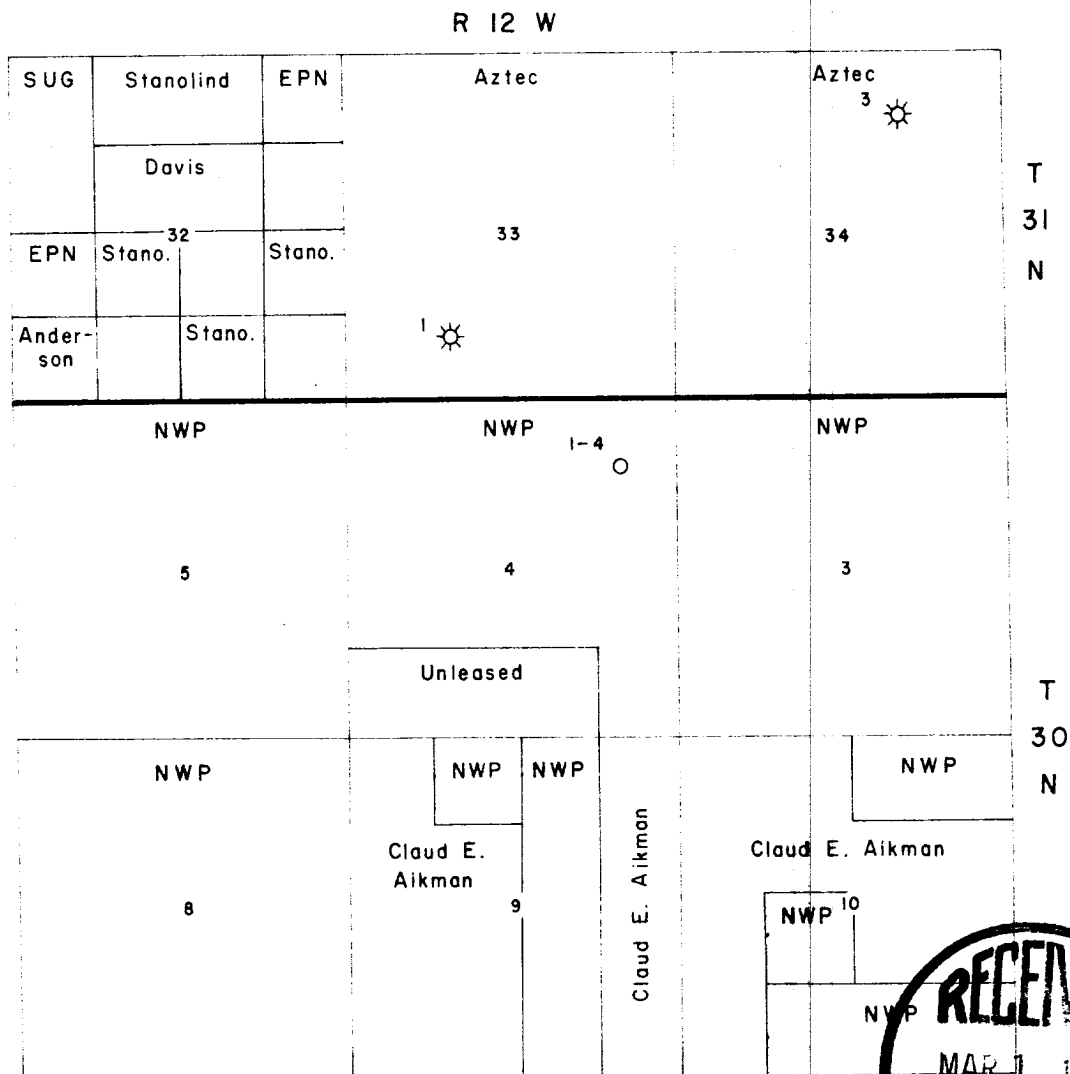 R 12 W
SUG
Stanolind
EPN
Aztec
Aztec
3
Davis
T
31
N
32
33
34
EPN
Stano.
Stano.
1
Ander-
son
Stano.
NWP
NWP
1-4
NWP
5
4
3
Unleased
T
30
N
NWP
NWP
NWP
NWP
Claud E.
Aikman
Claud E. Aikman
Claud E. Aikman
8
9
NWP
10
NWP
MAR